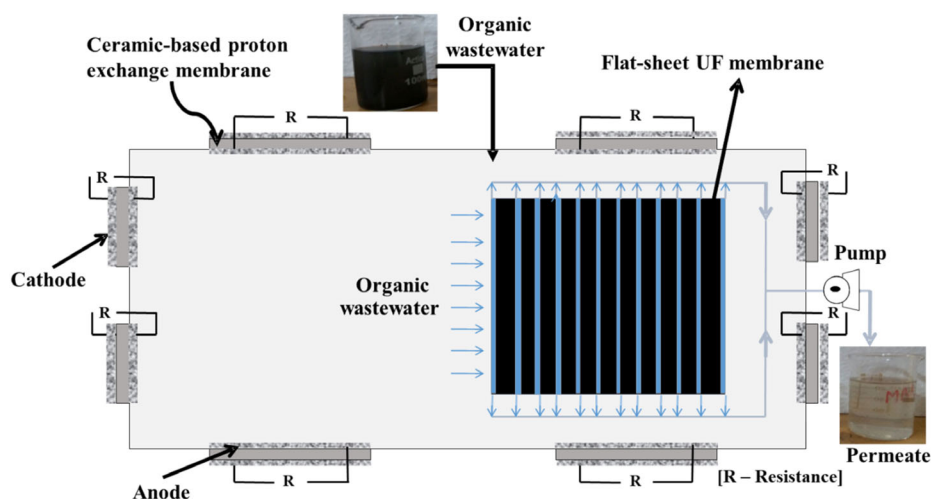 Organic
wastewater
Ceramic-based proton
exchange membrane
Flat-sheet UF membrane
R
R
R
R
Cathode
Pump
Organic
wastewater
R
R
Anode
R
R
[R – Resistance]
Permeate